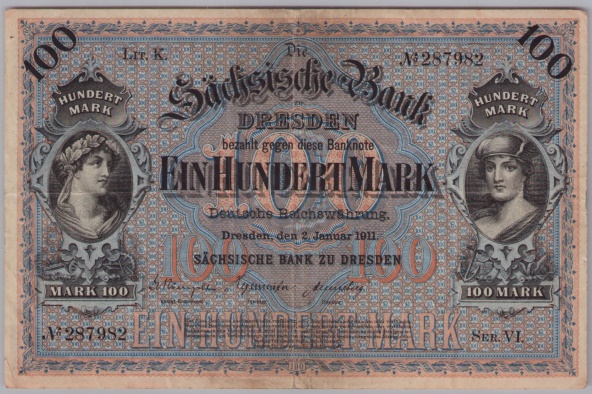 100 100
LIT. K. Die № 287982
Sächsische Bank
zu
DRESDEN
bezahlt gegen diese Banknote
EIN HUNDERT MARK
100
Deutsche Reichswährung.
Dresden, den 2. Januar 1911.
SÄCHSISCHE BANK ZU DRESDEN
100 100
HUNDERT
MARK
HUNDERT
MARK
MARK 100
100 MARK
№ 287982
SER. VI.
EIN HUNDERT MARK